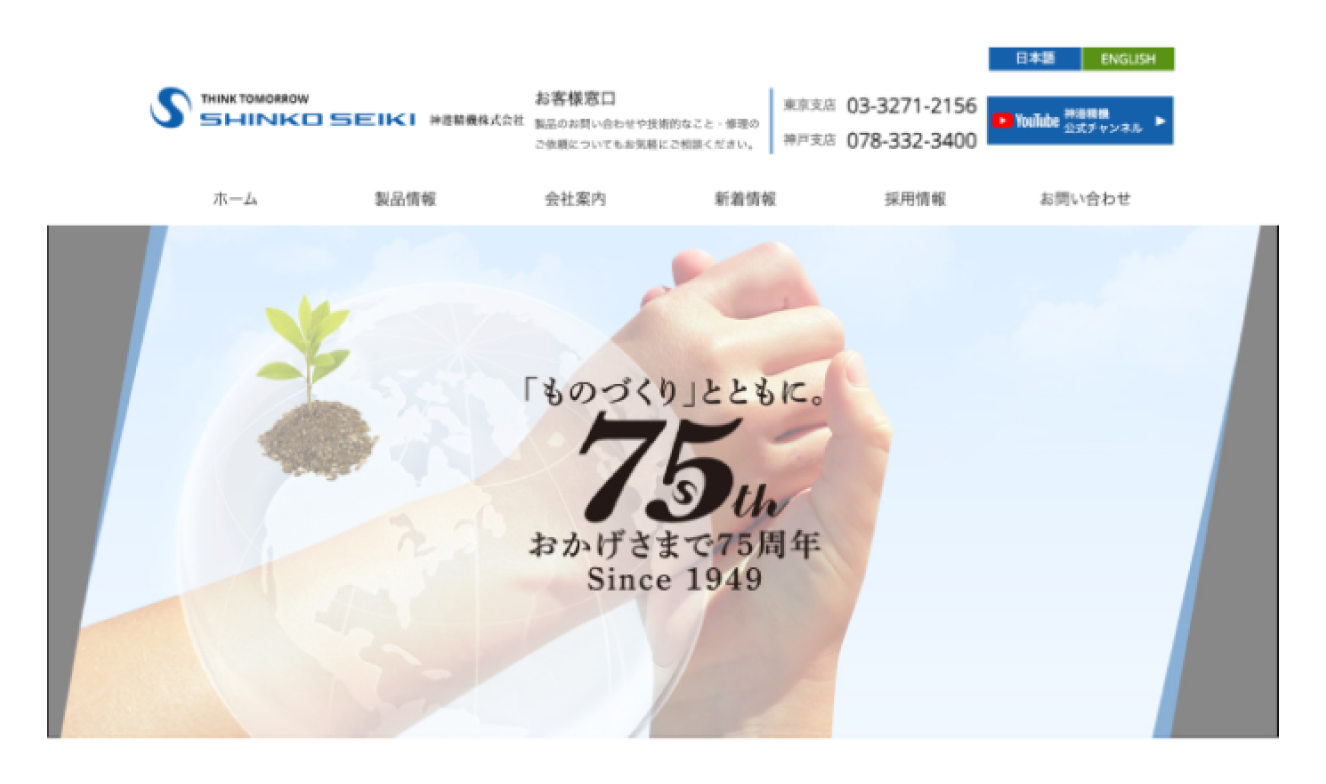 日本語 ENGLISH
THINK TOMORROW
SHINKO SEIKI 神港精機株式会社
お客様窓口
製品のお問い合わせや技術的なこと・修理の
ご依頼についてもお気軽にご相談ください。
東京支店 03-3271-2156
神戸支店 078-332-3400
YouTube 神港精機
公式チャンネル
ホーム 製品情報 会社案内 新着情報 採用情報 お問い合わせ
「ものづくり」とともに。
75th
S
おかげさまで75周年
Since 1949